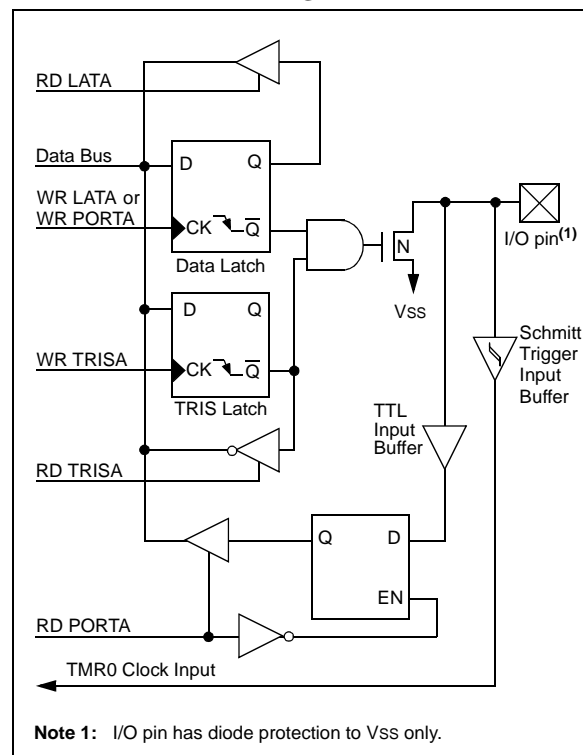 RD LATA
Data Bus
D Q
WR LATA or
WR PORTA
CK Q
Data Latch
N
I/O pin(1)
VSS
D Q
WR TRISA
CK Q
TRIS Latch
Schmitt
Trigger
Input
Buffer
TTL
Input
Buffer
RD TRISA
Q D
EN
RD PORTA
TMR0 Clock Input
Note 1: I/O pin has diode protection to VSS only.